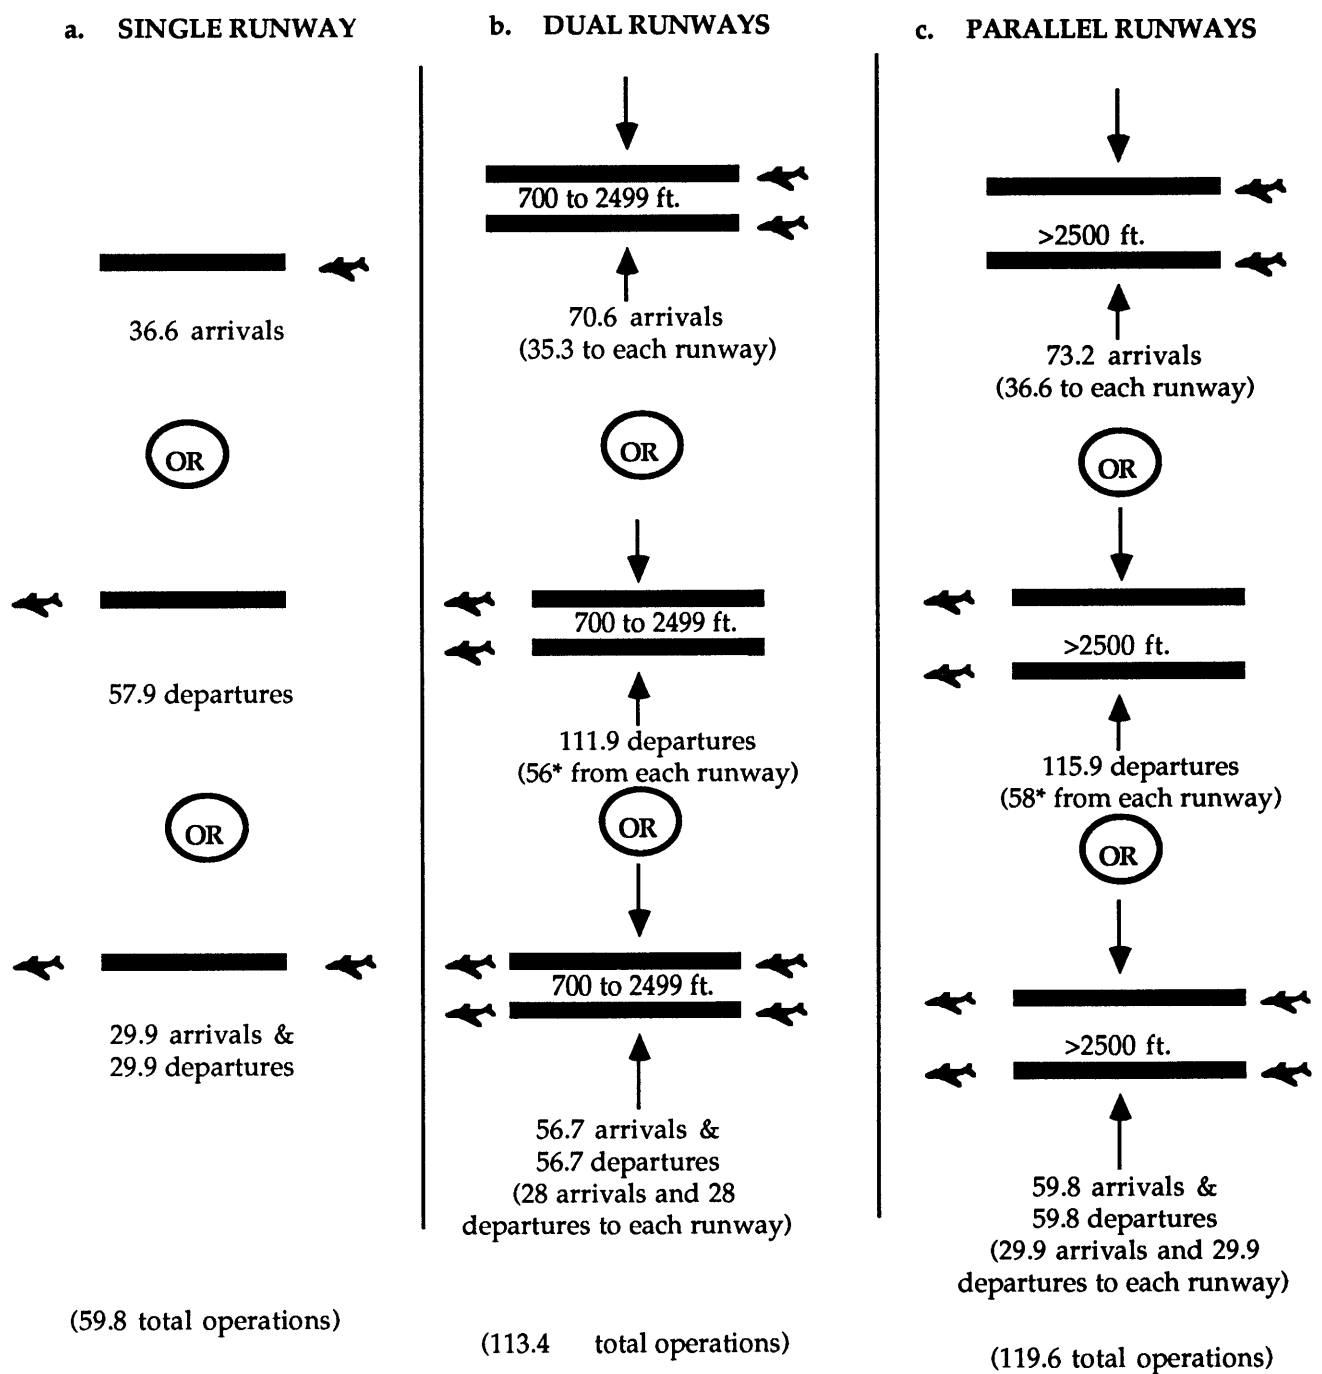 a. SINGLE RUNWAY
36.6 arrivals
OR
57.9 departures
OR
29.9 arrivals &
29.9 departures
(59.8 total operations)
b. DUAL RUNWAYS
700 to 2499 ft.
70.6 arrivals
(35.3 to each runway)
OR
700 to 2499 ft.
111.9 departures
(56* from each runway)
OR
700 to 2499 ft.
56.7 arrivals &
56.7 departures
(28 arrivals and 28
departures to each runway)
(113.4 total operations)
c. PARALLEL RUNWAYS
>2500 ft.
73.2 arrivals
(36.6 to each runway)
OR
>2500 ft.
115.9 departures
(58* from each runway)
OR
>2500 ft.
59.8 arrivals &
59.8 departures
(29.9 arrivals and 29.9
departures to each runway)
(119.6 total operations)